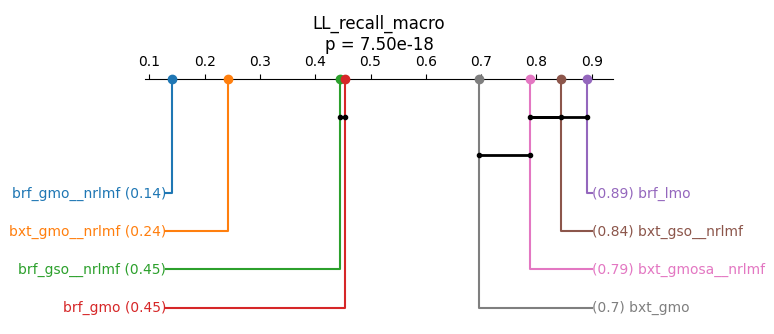 LL_recall_macro
p = 7.50e-18
0.1 0.2 0.3 0.4 0.5 0.6 0.7 0.8 0.9
brf_gmo__nrlmf (0.14)
(0.89) brf_lmo
bxt_gmo__nrlmf (0.24)
(0.84) bxt_gso__nrlmf
brf_gso__nrlmf (0.45)
(0.79) bxt_gmosa__nrlmf
brf_gmo (0.45)
(0.7) bxt_gmo